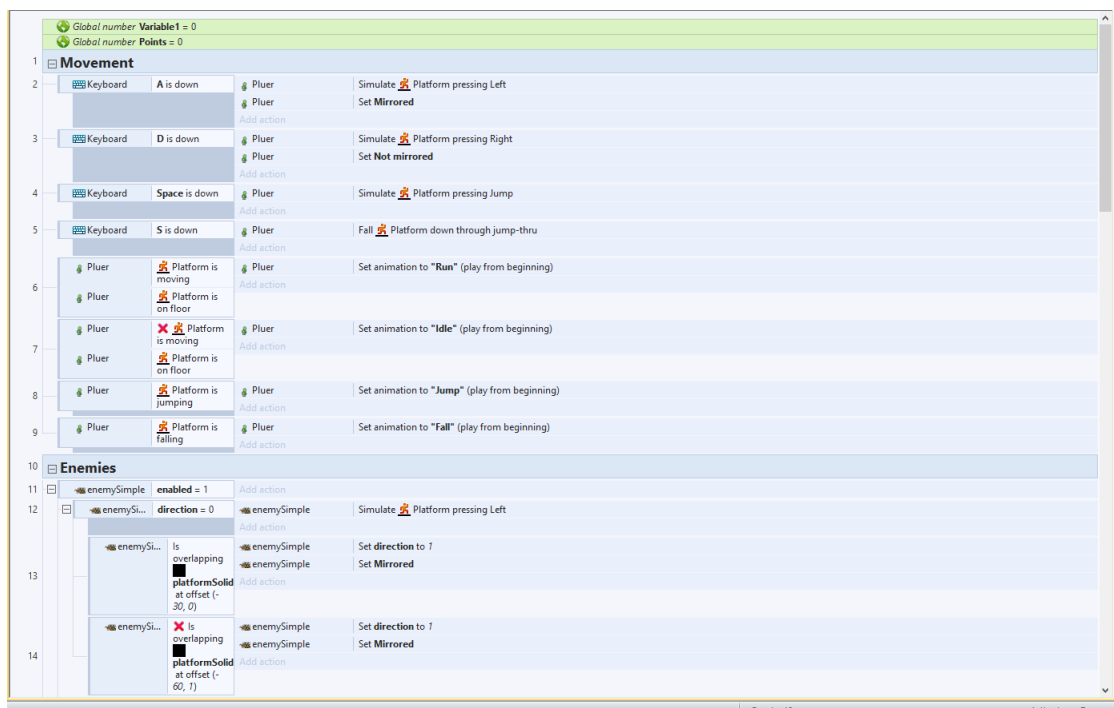 Global number Variable1 = 0
Global number Points = 0
1 Movement
2 Keyboard A is down Pluer Simulate Platform pressing Left
Pluer Set Mirrored
Add action
3 Keyboard D is down Pluer Simulate Platform pressing Right
Pluer Set Not mirrored
Add action
4 Keyboard Space is down Pluer Simulate Platform pressing Jump
Add action
5 Keyboard S is down Pluer Fall Platform down through jump-thru
Add action
6 Pluer Platform is moving Pluer Set animation to "Run" (play from beginning)
Pluer Platform is on floor Add action
7 Pluer Platform is moving Pluer Set animation to "Idle" (play from beginning)
Pluer Platform is on floor Add action
8 Pluer Platform is jumping Pluer Set animation to "Jump" (play from beginning)
Add action
9 Pluer Platform is falling Pluer Set animation to "Fall" (play from beginning)
Add action
10 Enemies
11 enemySimple enabled = 1 Add action
12 enemySi... direction = 0 enemySimple Simulate Platform pressing Left
Add action
13 enemySi... Is overlapping platformSolid at offset (-30, 0) enemySimple Set direction to 1
enemySimple Set Mirrored
Add action
14 enemySi... Is overlapping platformSolid at offset (-60, 1) enemySimple Set direction to 1
enemySimple Set Mirrored
Add action